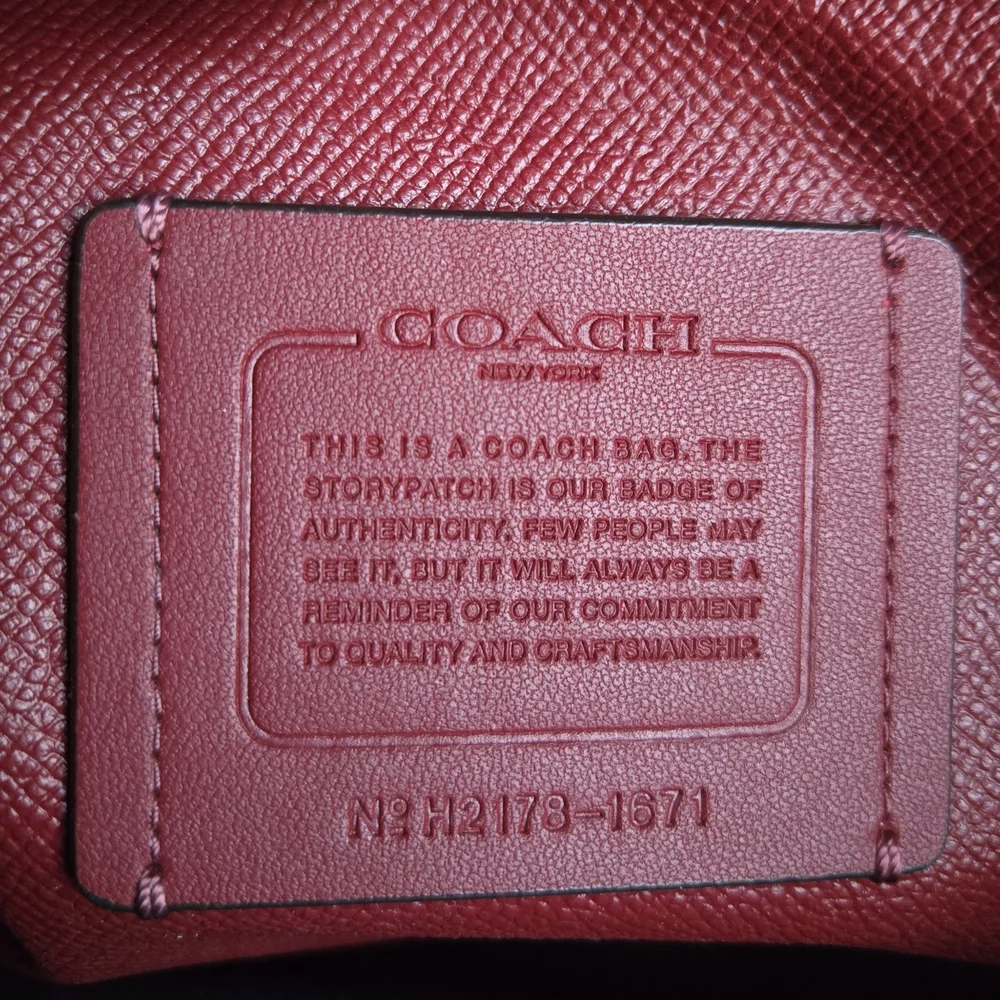 COACH
NEW YORK
THIS IS A COACH BAG. THE
STORYPATCH IS OUR BADGE OF
AUTHENTICITY. FEW PEOPLE MAY
SEE IT, BUT IT WILL ALWAYS BE A
REMINDER OF OUR COMMITMENT
TO QUALITY AND CRAFTSMANSHIP.
Nº H2178-1671